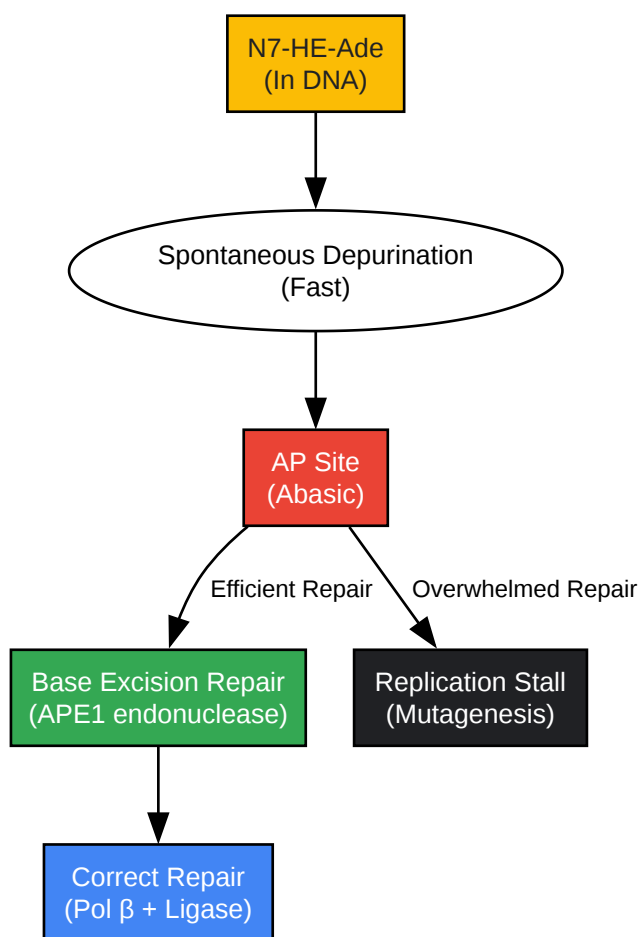 N7-HE-Ade
(In DNA)
Spontaneous Depurination
(Fast)
AP Site
(Abasic)
Efficient Repair
Overwhelmed Repair
Base Excision Repair
(APE1 endonuclease)
Replication Stall
(Mutagenesis)
Correct Repair
(Pol β + Ligase)